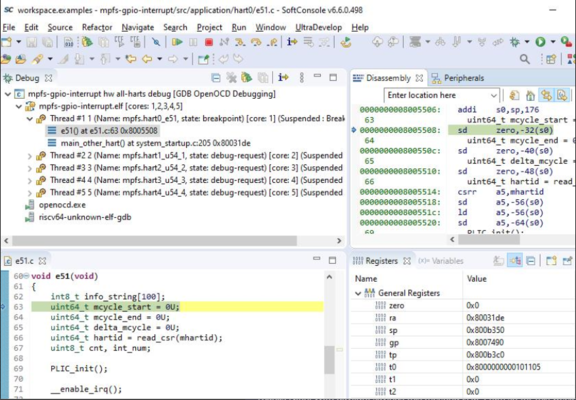 SC workspace.examples - mpfs-gpio-interrupt/src/application/hart0/e51.c - SoftConsole v6.6.0.498
File Edit Source Refactor Navigate Search Project Run Window UltraDevelop Help
Debug
mpfs-gpio-interrupt hw all-harts debug [GDB OpenOCD Debugging]
mpfs-gpio-interrupt.elf [cores: 1,2,3,4,5]
Thread #1 1 (Name: mpfs.hart0_e51, state: breakpoint) [core: 1] (Suspended : Break
e51() at e51.c:63 0x8005508
main_other_hart() at system_startup.c:205 0x80031de
Thread #2 2 (Name: mpfs.hart1_u54_1, state: debug-request) [core: 2] (Suspended
Thread #3 3 (Name: mpfs.hart2_u54_2, state: debug-request) [core: 3] (Suspended
Thread #4 4 (Name: mpfs.hart3_u54_3, state: debug-request) [core: 4] (Suspended
Thread #5 5 (Name: mpfs.hart4_u54_4, state: debug-request) [core: 5] (Suspended
openocd.exe
riscv64-unknown-elf-gdb
Disassembly Peripherals
Enter location here
0000000008005506: addi s0,sp,176
63 uint64_t mcycle_start =
0000000008005508: sd zero,-32(s0)
64 uint64_t mcycle_end = 0
sd zero,-40(s0)
65 uint64_t delta_mcycle =
sd zero,-48(s0)
66 uint64_t hartid = read_
0000000008005514: csrr a5,mhartid
0000000008005518: sd a5,-56(s0)
ld a5,-56(s0)
0000000008005520: sd a5,-64(s0)
69 PLIC_init();
e51.c
60 void e51(void)
61 {
62 int8_t info_string[100];
63 uint64_t mcycle_start = 0U;
64 uint64_t mcycle_end = 0U;
65 uint64_t delta_mcycle = 0U;
66 uint64_t hartid = read_csr(mhartid);
67 uint8_t cnt, int_num;
68
69 PLIC_init();
70
71 __enable_irq();
Registers Variables
Name Value
General Registers
zero 0x0
ra 0x80031de
sp 0x800b350
gp 0x8007490
tp 0x800b3c0
t0 0x8000000000101105
t1 0x0
t2 0x0